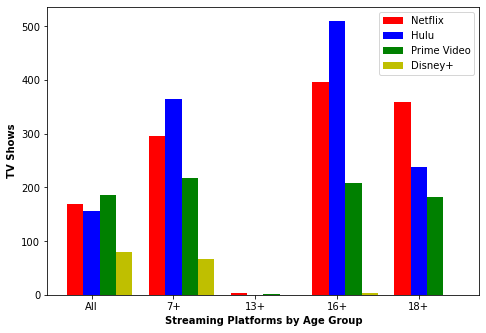 500
400
300
200
100
0
TV Shows
Netflix
Hulu
Prime Video
Disney+
All
7+
13+
16+
18+
Streaming Platforms by Age Group